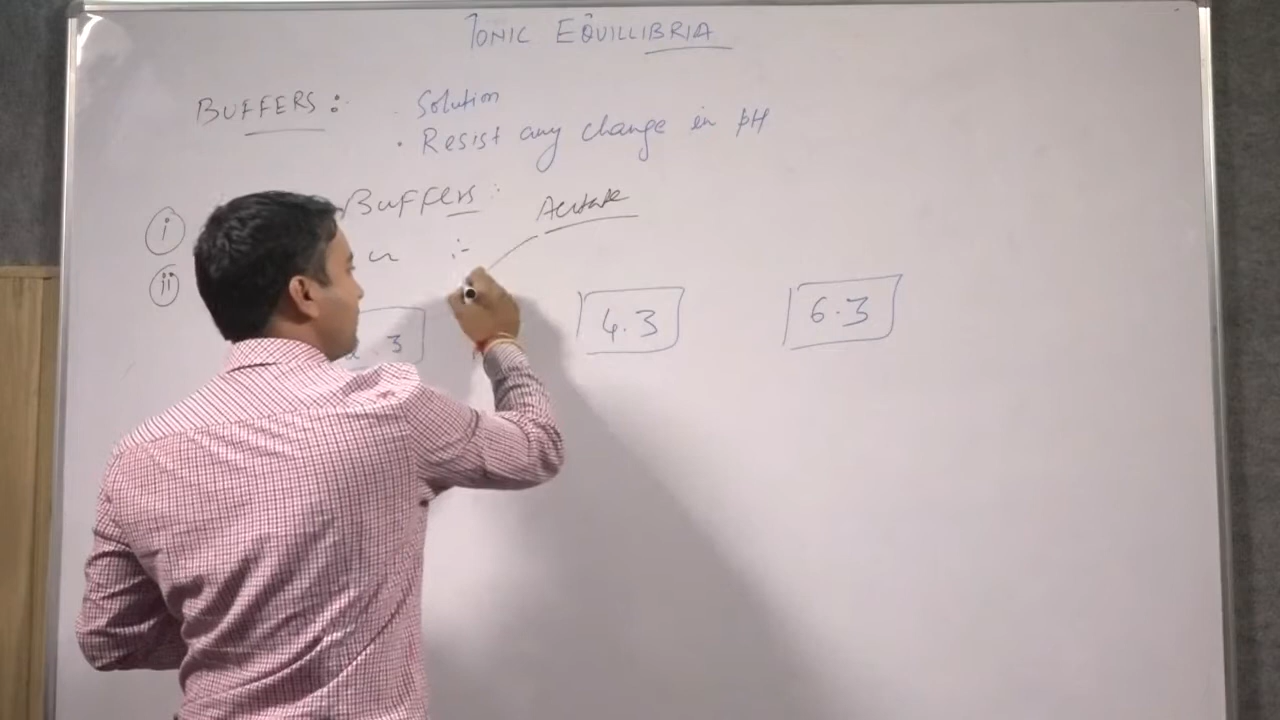 IONIC EQUILLIBRIA
BUFFERS :
. Solution
. Resist any change in pH
i
Buffers :
Acetate
ii
:-
. 3
4.3
6.3